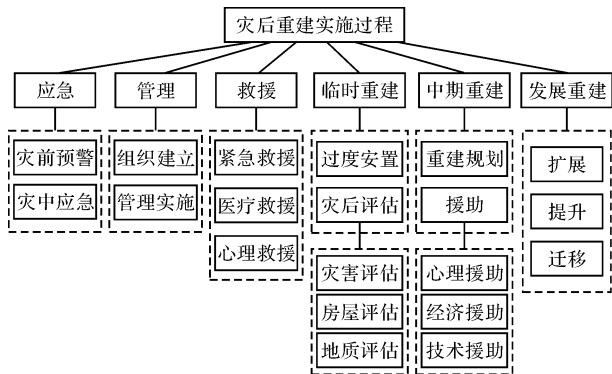 灾后重建实施过程
应急
管理
救援
临时重建
中期重建
发展重建
灾前预警
灾中应急
组织建立
管理实施
紧急救援
医疗救援
心理救援
过度安置
灾后评估
灾害评估
房屋评估
地质评估
重建规划
援助
心理援助
经济援助
技术援助
扩展
提升
迁移